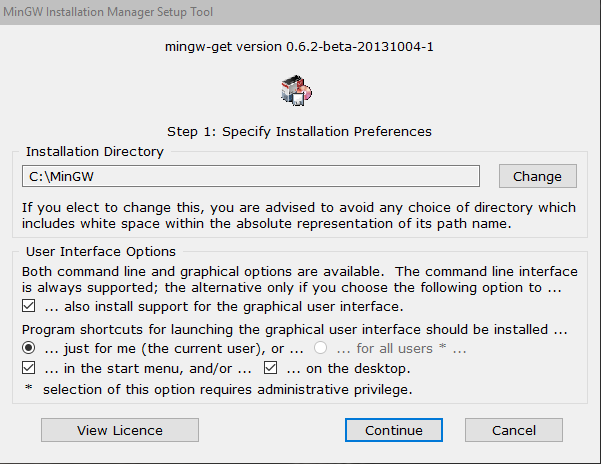 MinGW Installation Manager Setup Tool
mingw-get version 0.6.2-beta-20131004-1
Step 1: Specify Installation Preferences
Installation Directory
C:\MinGW
Change
If you elect to change this, you are advised to avoid any choice of directory which
includes white space within the absolute representation of its path name.
User Interface Options
Both command line and graphical options are available.  The command line interface
is always supported; the alternative only if you choose the following option to ...
... also install support for the graphical user interface.
Program shortcuts for launching the graphical user interface should be installed ...
... just for me (the current user), or ... ... for all users * ...
... in the start menu, and/or ... ... on the desktop.
* selection of this option requires administrative privilege.
View Licence Continue Cancel